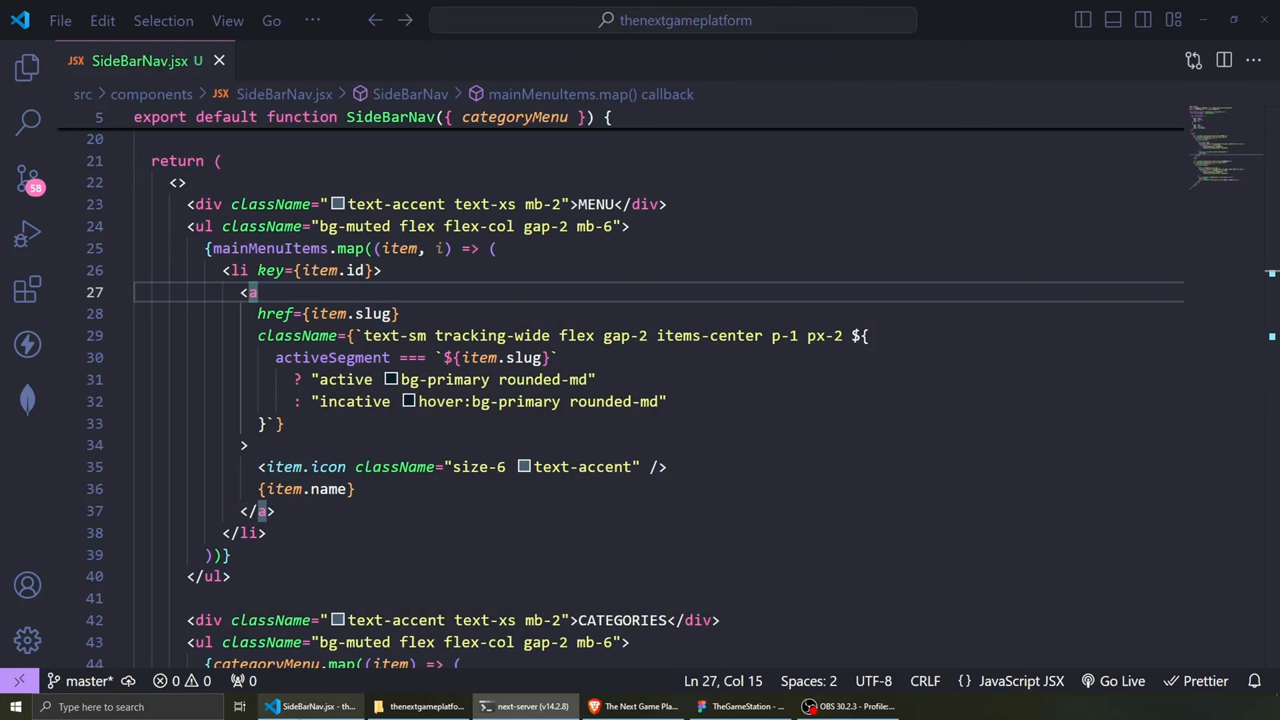 File Edit Selection View Go ··· thenextgameplatform
JSX SideBarNav.jsx U
src > components > JSX SideBarNav.jsx > SideBarNav > mainMenuItems.map() callback
5 export default function SideBarNav({ categoryMenu }) {
20
21 return (
22 <>
23 <div className="text-accent text-xs mb-2">MENU</div>
24 <ul className="bg-muted flex flex-col gap-2 mb-6">
25 {mainMenuItems.map((item, i) => (
26 <li key={item.id}>
27 <a
28 href={item.slug}
29 className={`text-sm tracking-wide flex gap-2 items-center p-1 px-2 ${
30 activeSegment === `${item.slug}`
31 ? "active bg-primary rounded-md"
32 : "incative hover:bg-primary rounded-md"
33 }`}
34 >
35 <item.icon className="size-6 text-accent" />
36 {item.name}
37 </a>
38 </li>
39 ))}
40 </ul>
41
42 <div className="text-accent text-xs mb-2">CATEGORIES</div>
43 <ul className="bg-muted flex flex-col gap-2 mb-6">
44 {categoryMenu.map((item) => (
58
master* 0 0 0 Ln 27, Col 15 Spaces: 2 UTF-8 CRLF {} JavaScript JSX Go Live Prettier
Type here to search SideBarNav.jsx - th... thenextgameplatfo... next-server (v14.2.8) The Next Game Pla... TheGameStation - ... OBS 30.2.3 - Profile:...